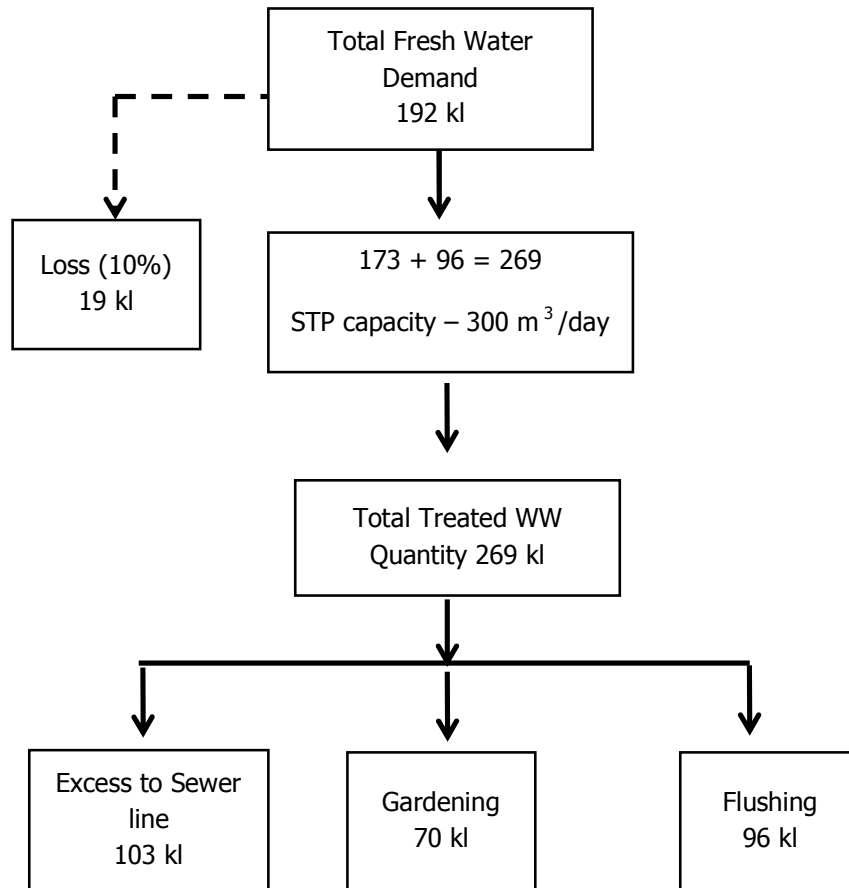 Total Fresh Water
Demand
192 kl
Loss (10%)
19 kl
173 + 96 = 269
STP capacity – 300 m³/day
Total Treated WW
Quantity 269 kl
Excess to Sewer
line
103 kl
Gardening
70 kl
Flushing
96 kl